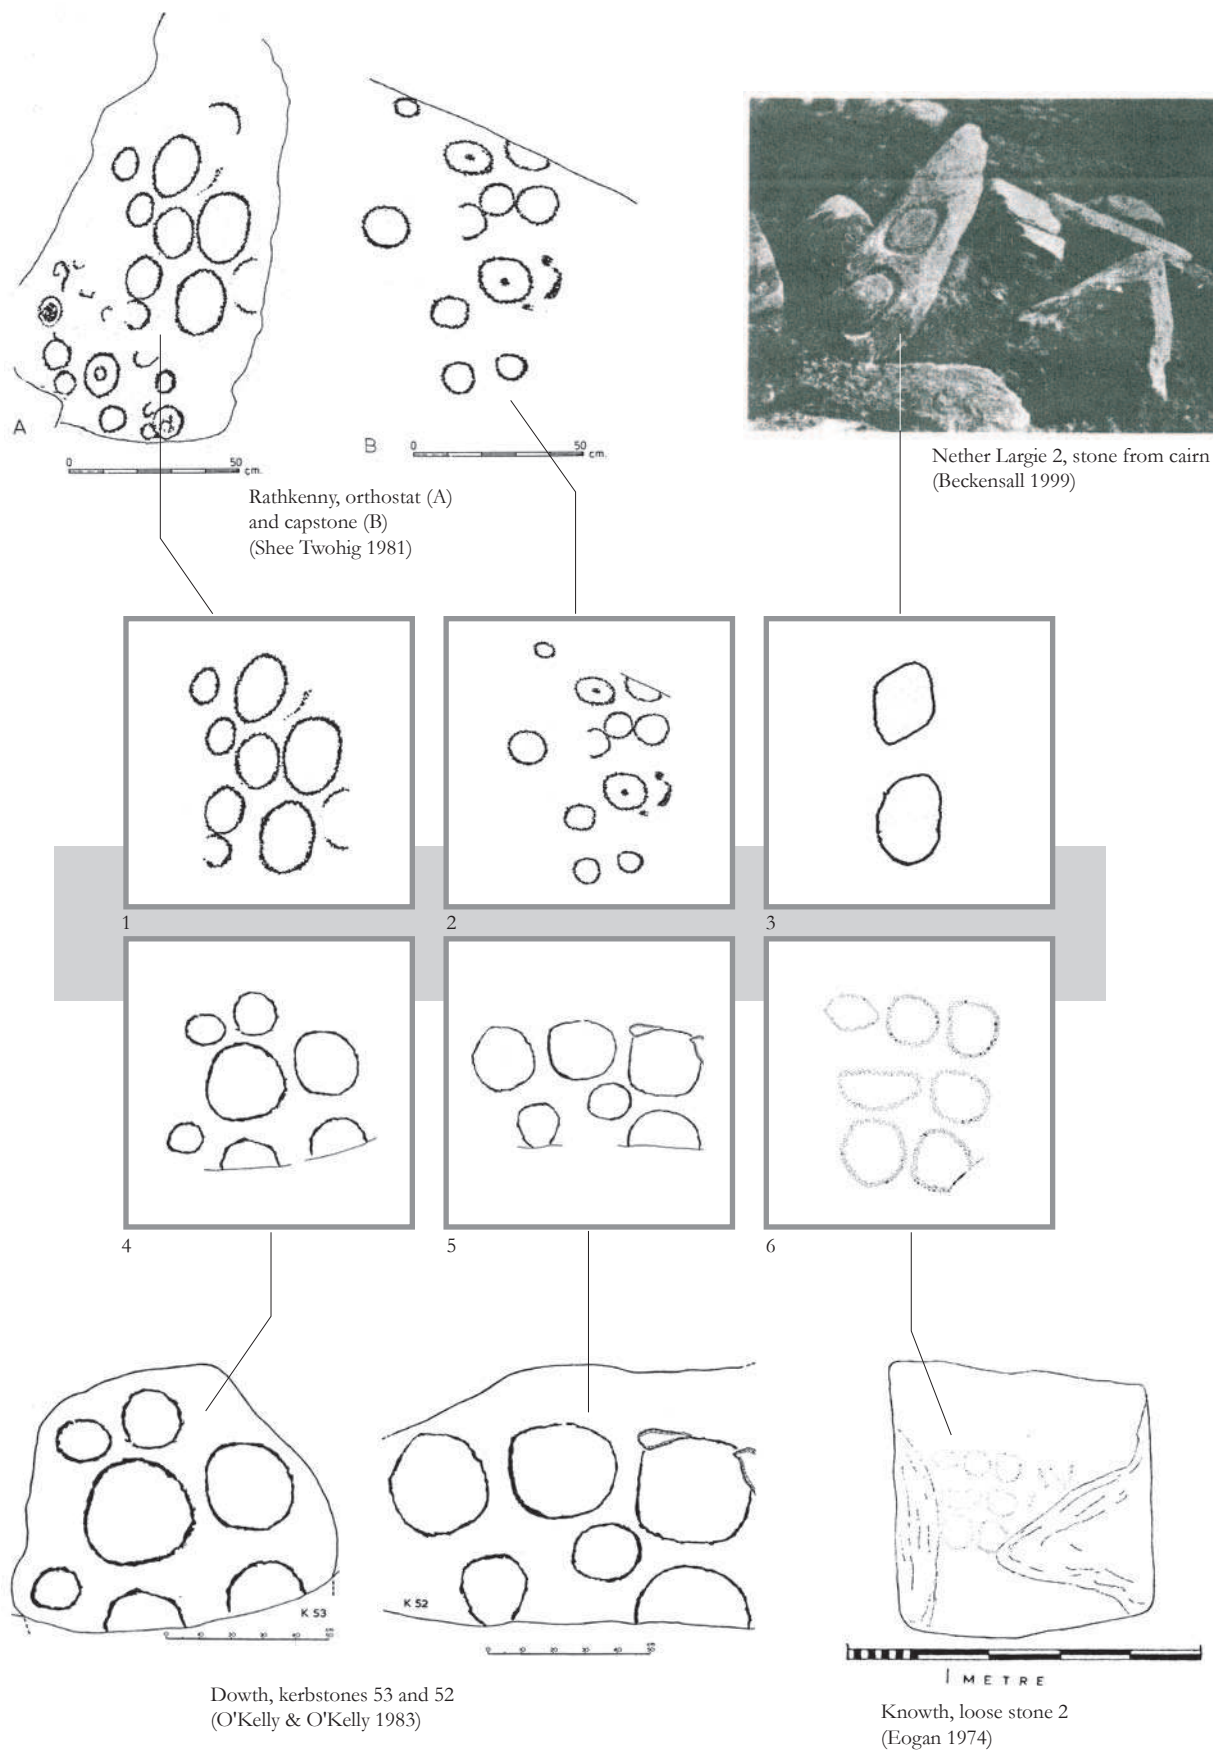 A
0 50
cm.
B
0 50
cm.
Rathkenny, orthostat (A)
and capstone (B)
(Shee Twohig 1981)
Nether Largie 2, stone from cairn
(Beckensall 1999)
1
2
3
4
5
6
K 53
K 52
1 METRE
Dowth, kerbstones 53 and 52
(O'Kelly & O'Kelly 1983)
Knowth, loose stone 2
(Eogan 1974)